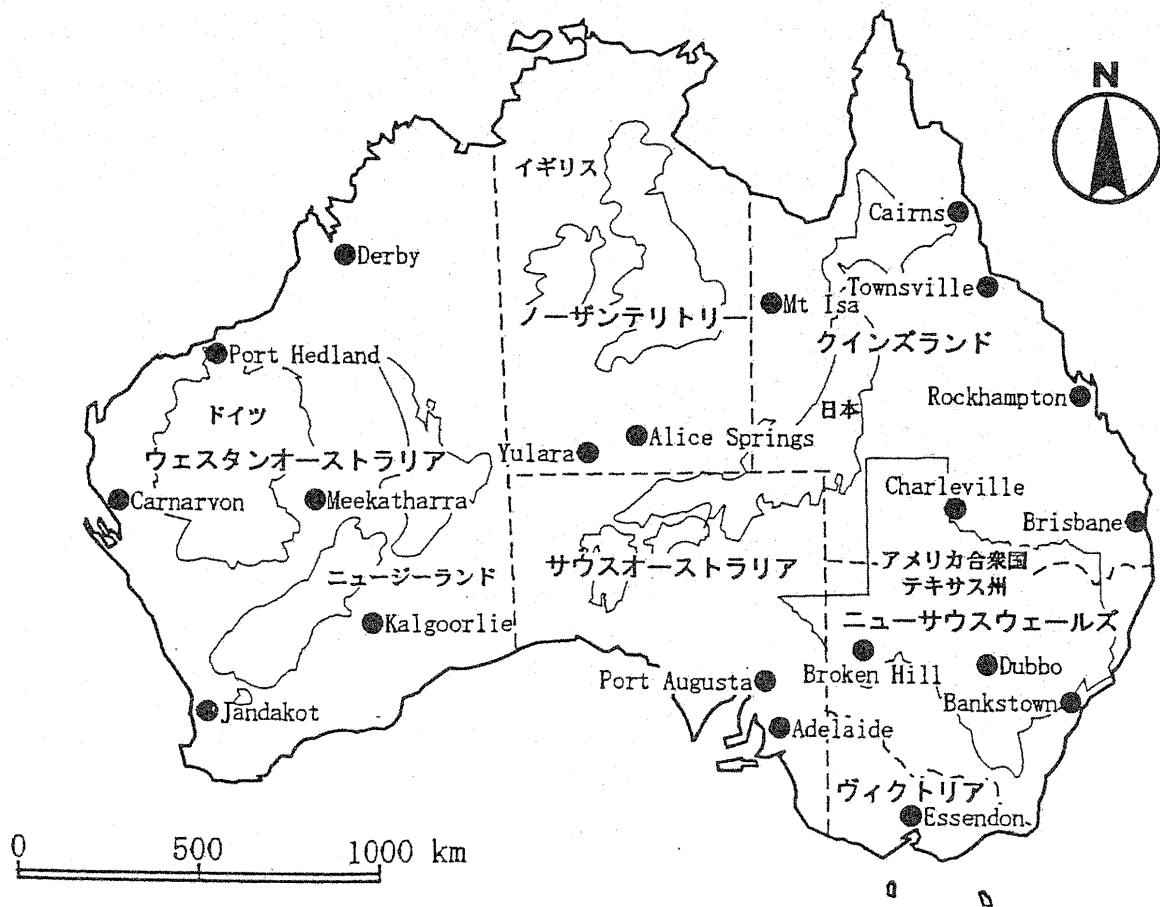 N
イギリス
Cairns
Derby
Townsville
Mt Isa
ノーザンテリトリー
クインズランド
Port Hedland
Rockhampton
ドイツ
日本
Alice Springs
Yulara
ウェスタンオーストラリア
Charleville
Carnarvon
Meekatharra
Brisbane
アメリカ合衆国
テキサス州
サウスオーストラリア
ニュージーランド
Kalgoorlie
ニューサウスウェールズ
Broken Hill
Dubbo
Port Augusta
Bankstown
Jandakot
Adelaide
ヴィクトリア
Essendon
0 500 1000 km